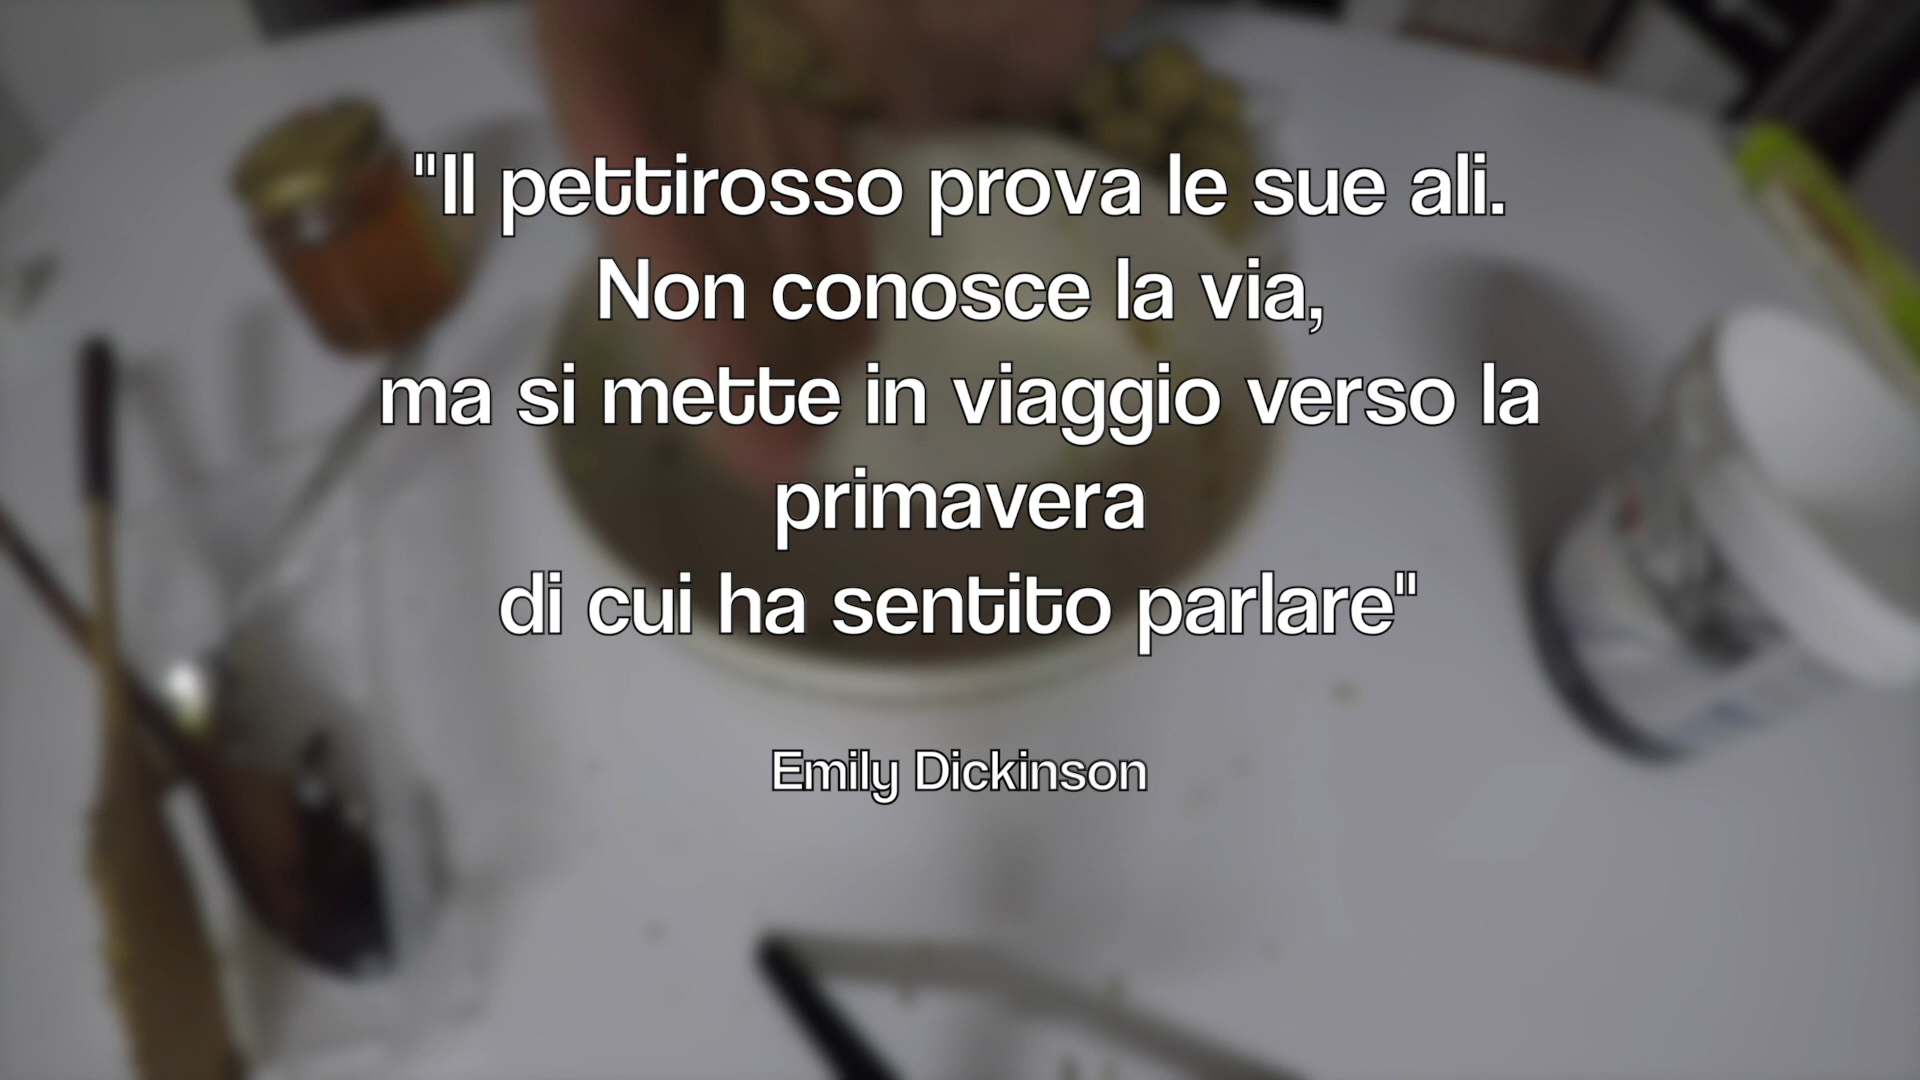 "Il pettirosso prova le sue ali.
Non conosce la via,
ma si mette in viaggio verso la
primavera
di cui ha sentito parlare"
Emily Dickinson